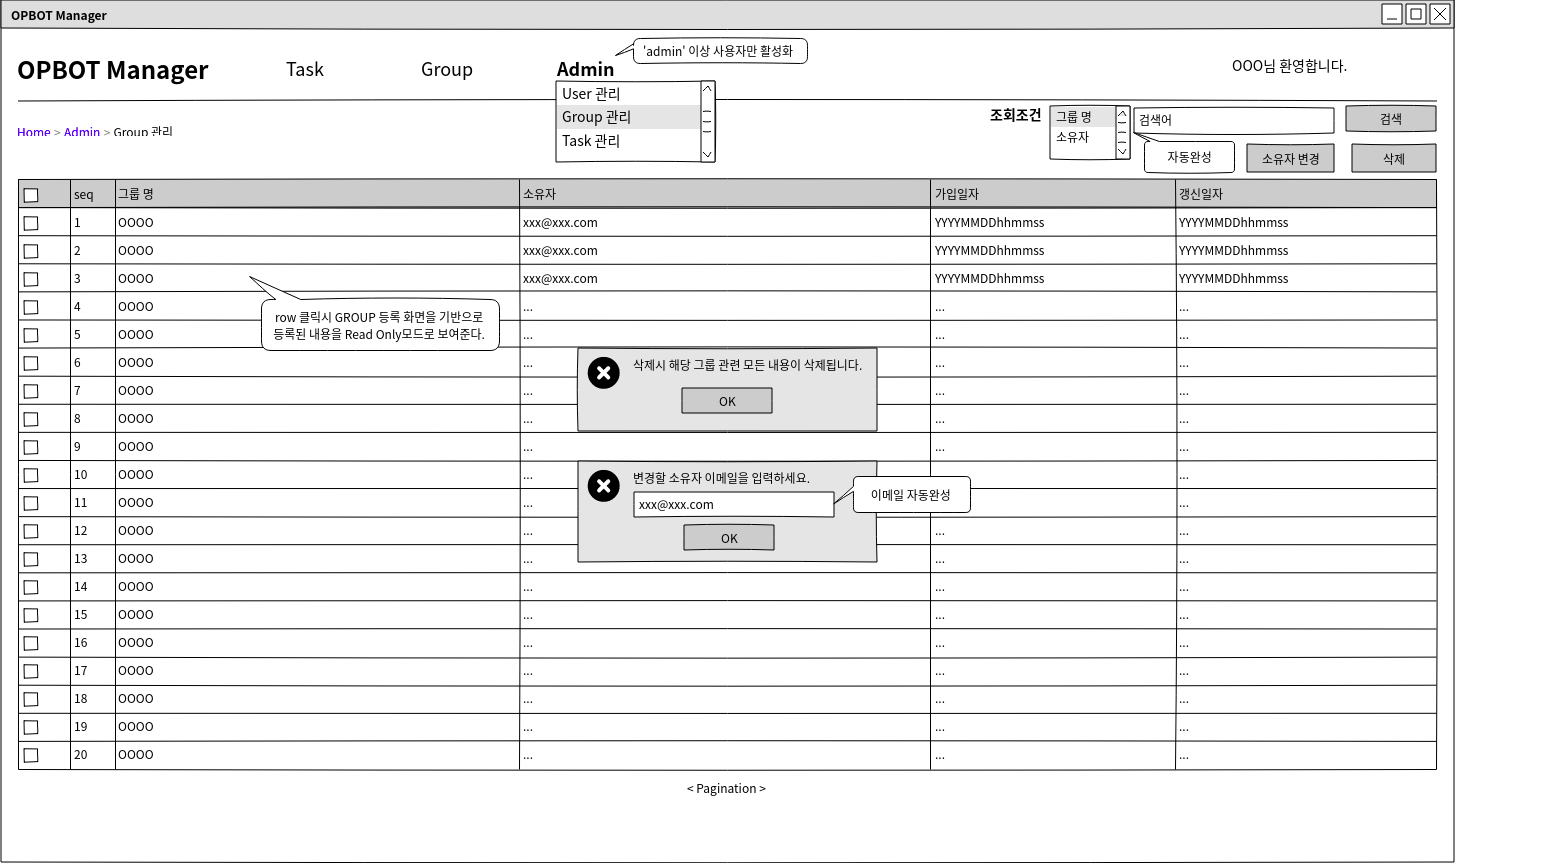 OPBOT Manager
'admin' 이상 사용자만 활성화
OPBOT Manager Task Group Admin OOO님 환영합니다.
User 관리
Group 관리
Task 관리
Home > Admin > Group 관리
조회조건 그룹 명 검색어 검색
소유자
자동완성 소유자 변경 삭제
seq 그룹 명 소유자 가입일자 갱신일자
1 OOOO xxx@xxx.com YYYYMMDDhhmmss YYYYMMDDhhmmss
2 OOOO xxx@xxx.com YYYYMMDDhhmmss YYYYMMDDhhmmss
3 OOOO xxx@xxx.com YYYYMMDDhhmmss YYYYMMDDhhmmss
4 OOOO ... ... ...
row 클릭시 GROUP 등록 화면을 기반으로
등록된 내용을 Read Only모드로 보여준다.
5 OOOO ... ... ...
6 OOOO ... ... ...
삭제시 해당 그룹 관련 모든 내용이 삭제됩니다.
OK
7 OOOO ... ... ...
8 OOOO ... ... ...
9 OOOO ... ... ...
10 OOOO ... ... ...
변경할 소유자 이메일을 입력하세요.
xxx@xxx.com
이메일 자동완성
OK
11 OOOO ... ...
12 OOOO ... ... ...
13 OOOO ... ... ...
14 OOOO ... ... ...
15 OOOO ... ... ...
16 OOOO ... ... ...
17 OOOO ... ... ...
18 OOOO ... ... ...
19 OOOO ... ... ...
20 OOOO ... ... ...
< Pagination >